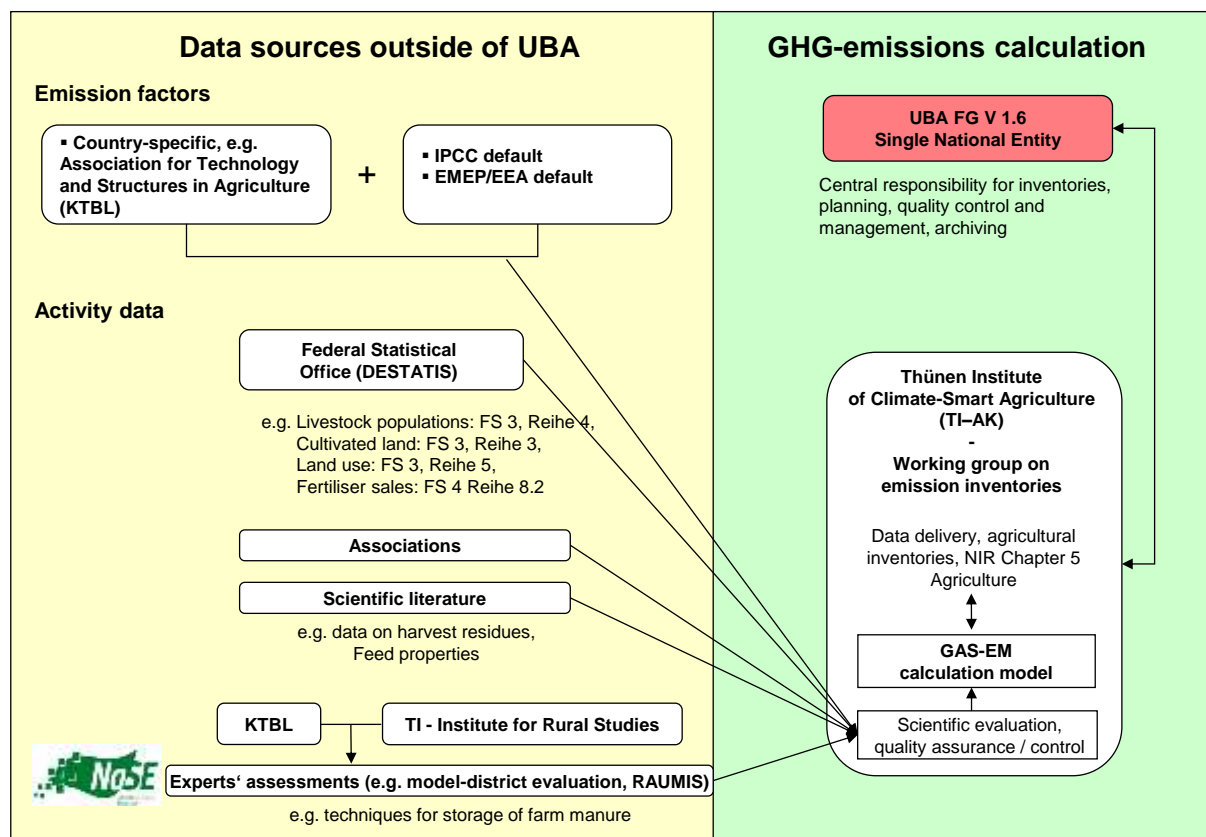 Data sources outside of UBA
Emission factors
▪ Country-specific, e.g.
Association for Technology
and Structures in Agriculture
(KTBL)
+
▪ IPCC default
▪ EMEP/EEA default
Activity data
Federal Statistical
Office (DESTATIS)
e.g. Livestock populations: FS 3, Reihe 4,
Cultivated land: FS 3, Reihe 3,
Land use: FS 3, Reihe 5,
Fertiliser sales: FS 4 Reihe 8.2
Associations
Scientific literature
e.g. data on harvest residues,
Feed properties
KTBL
TI - Institute for Rural Studies
NaSE
Experts‘ assessments (e.g. model-district evaluation, RAUMIS)
e.g. techniques for storage of farm manure
GHG-emissions calculation
UBA FG V 1.6
Single National Entity
Central responsibility for inventories,
planning, quality control and
management, archiving
Thünen Institute
of Climate-Smart Agriculture
(TI–AK)
-
Working group on
emission inventories
Data delivery, agricultural
inventories, NIR Chapter 5
Agriculture
GAS-EM
calculation model
Scientific evaluation,
quality assurance / control